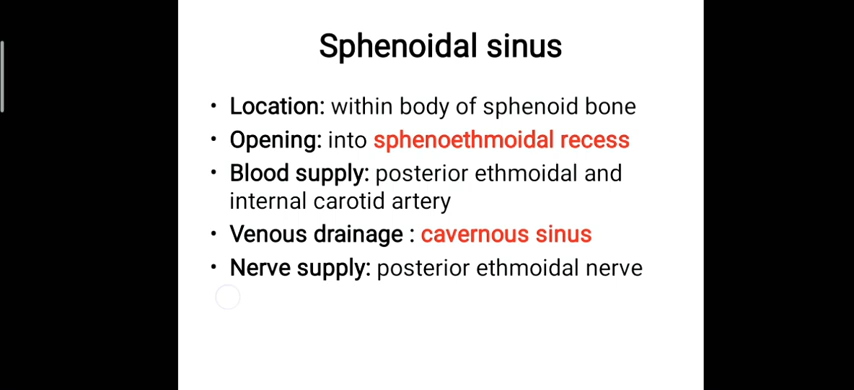 Sphenoidal sinus
• Location: within body of sphenoid bone
• Opening: into sphenoethmoidal recess
• Blood supply: posterior ethmoidal and
internal carotid artery
• Venous drainage : cavernous sinus
• Nerve supply: posterior ethmoidal nerve